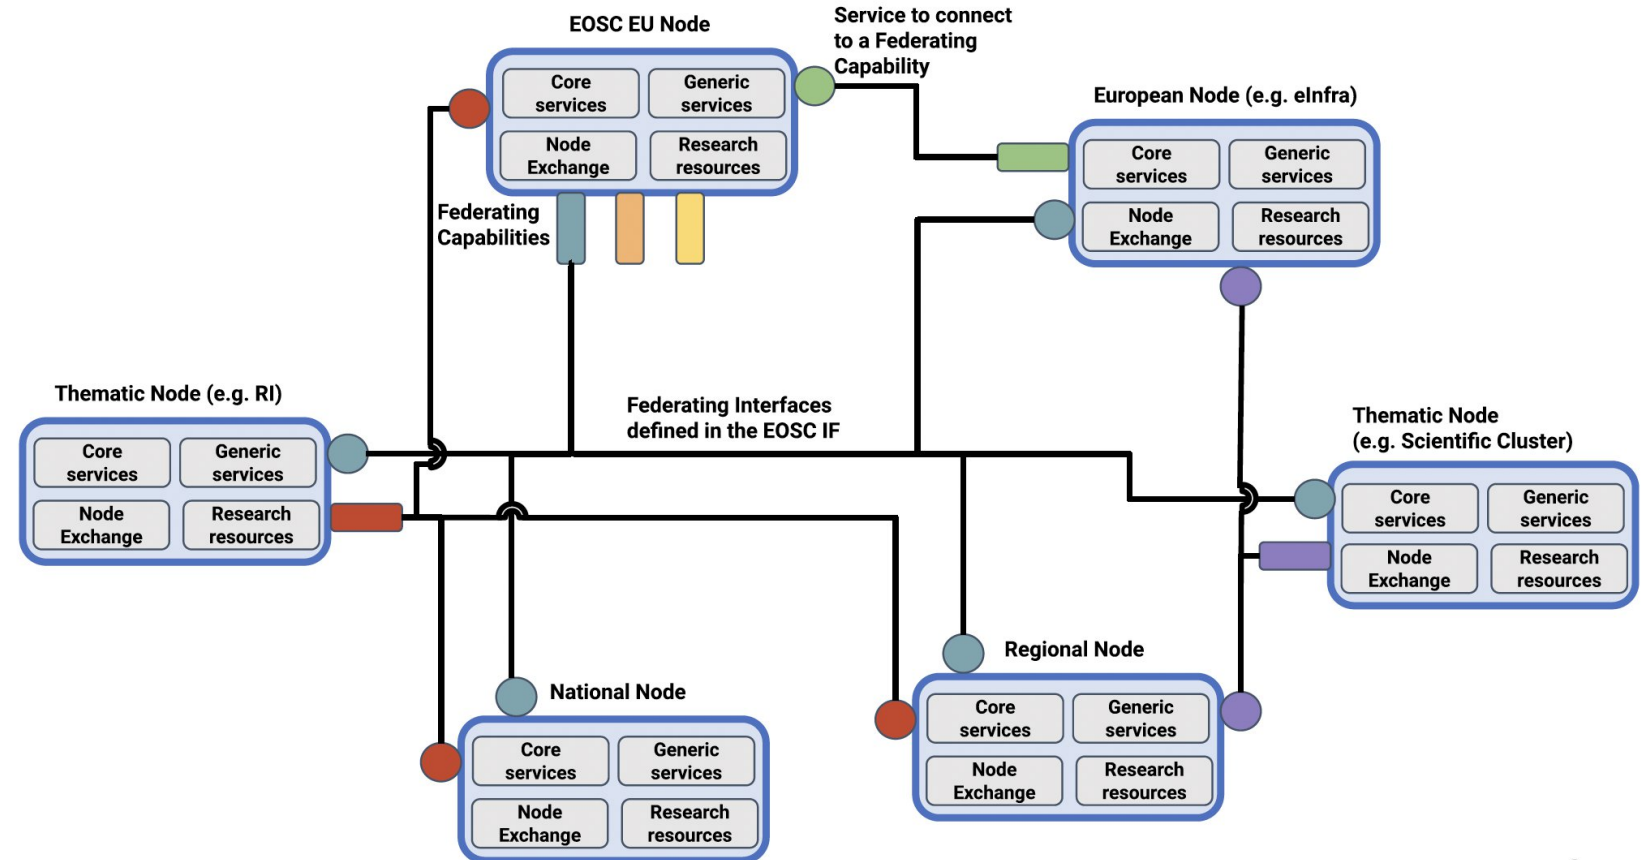 EOSC EU Node
Service to connect
to a Federating
Capability
Core
services
Generic
services
Node
Exchange
Research
resources
Federating
Capabilities
European Node (e.g. eInfra)
Core
services
Generic
services
Node
Exchange
Research
resources
Thematic Node (e.g. RI)
Core
services
Generic
services
Node
Exchange
Research
resources
Federating Interfaces
defined in the EOSC IF
Thematic Node
(e.g. Scientific Cluster)
Core
services
Generic
services
Node
Exchange
Research
resources
National Node
Core
services
Generic
services
Node
Exchange
Research
resources
Regional Node
Core
services
Generic
services
Node
Exchange
Research
resources